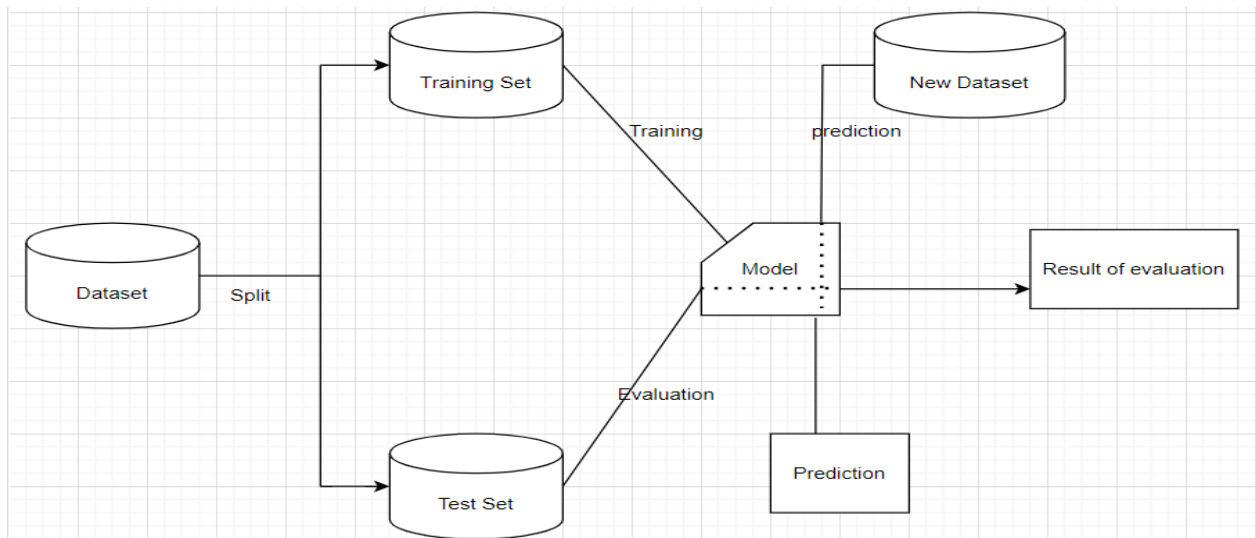 Training Set
New Dataset
Training
prediction
Model
Result of evaluation
Dataset
Split
Evaluation
Prediction
Test Set